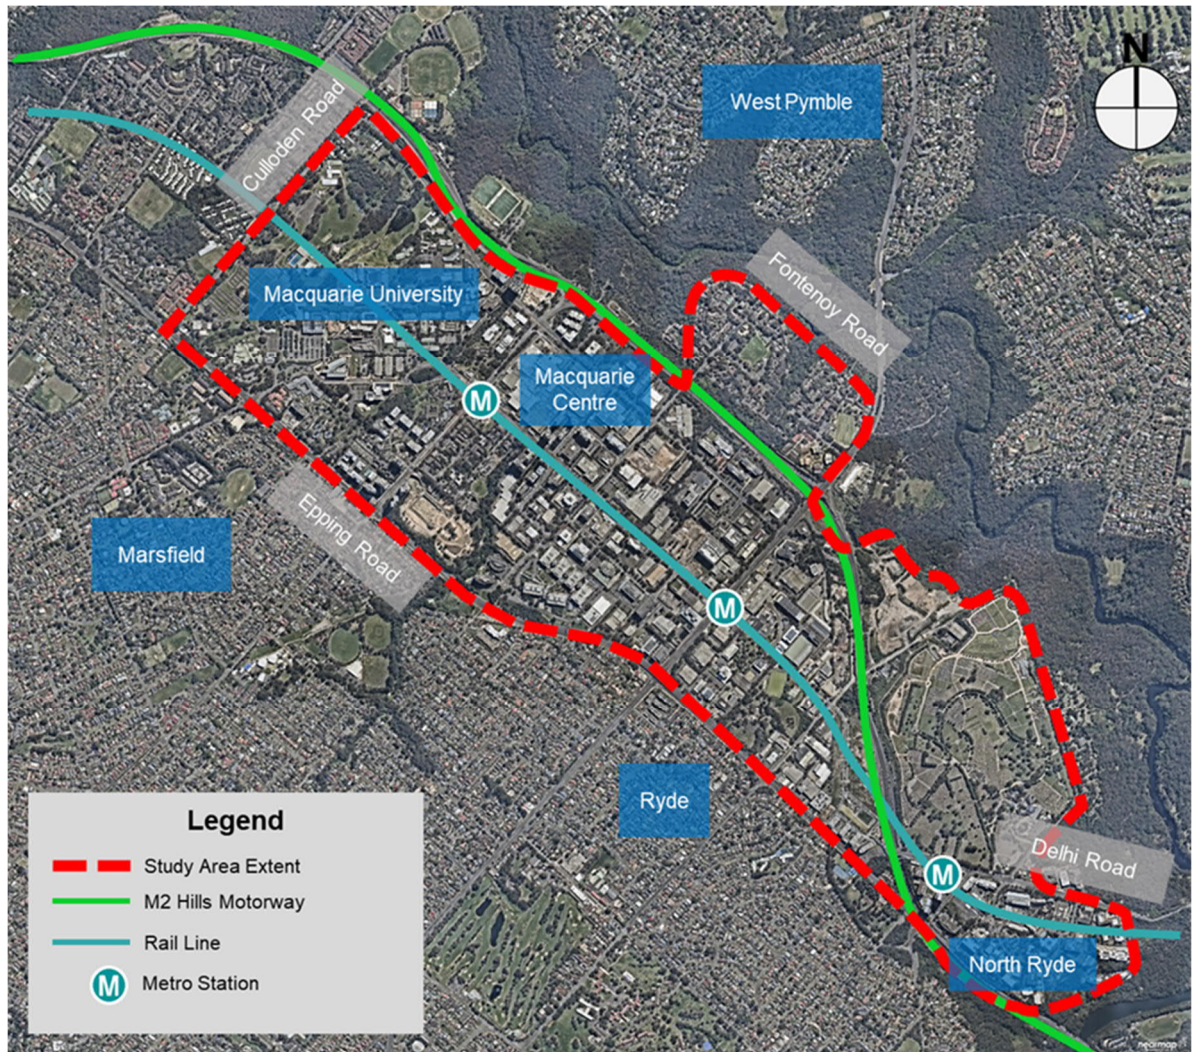 N
West Pymble
Culloden Road
Fontenoy Road
Macquarie University
Macquarie
Centre
M
Epping Road
Marsfield
M
Ryde
Delhi Road
M
North Ryde
Legend
Study Area Extent
M2 Hills Motorway
Rail Line
M
Metro Station
nearmap